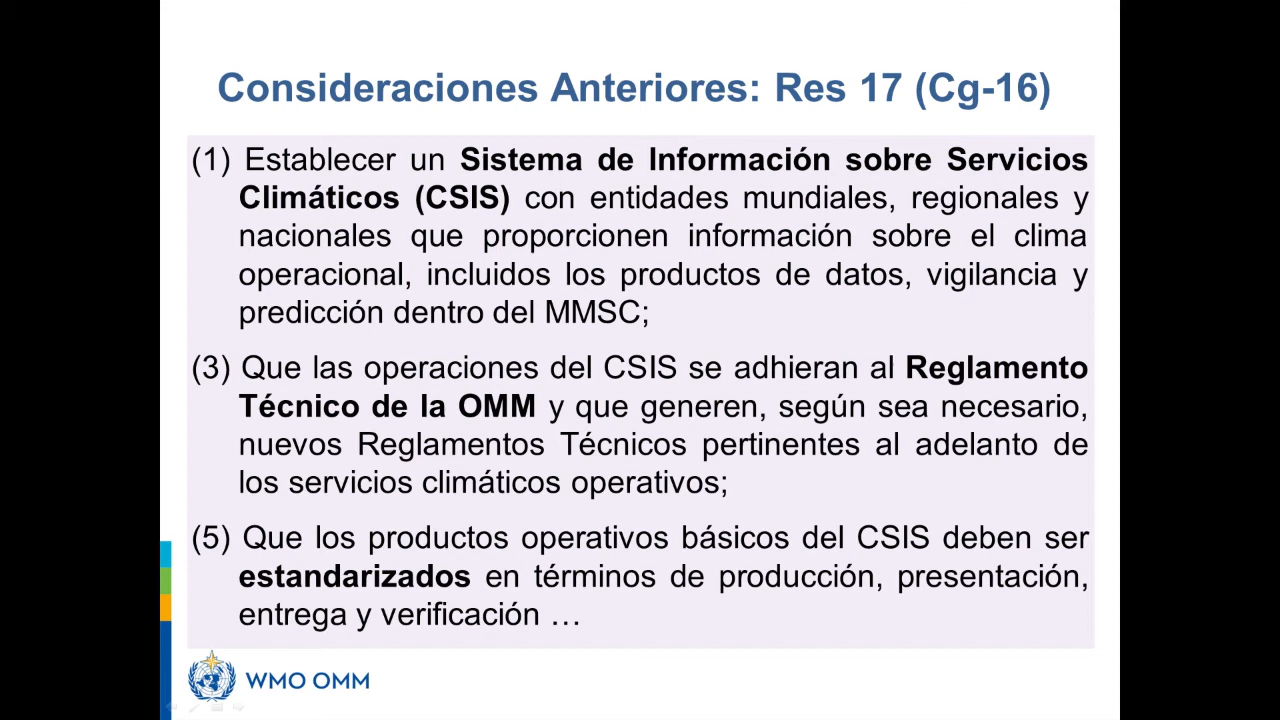 Consideraciones Anteriores: Res 17 (Cg-16)
(1) Establecer un Sistema de Información sobre Servicios
Climáticos (CSIS) con entidades mundiales, regionales y
nacionales que proporcionen información sobre el clima
operacional, incluidos los productos de datos, vigilancia y
predicción dentro del MMSC;
(3) Que las operaciones del CSIS se adhieran al Reglamento
Técnico de la OMM y que generen, según sea necesario,
nuevos Reglamentos Técnicos pertinentes al adelanto de
los servicios climáticos operativos;
(5) Que los productos operativos básicos del CSIS deben ser
estandarizados en términos de producción, presentación,
entrega y verificación …
WMO OMM